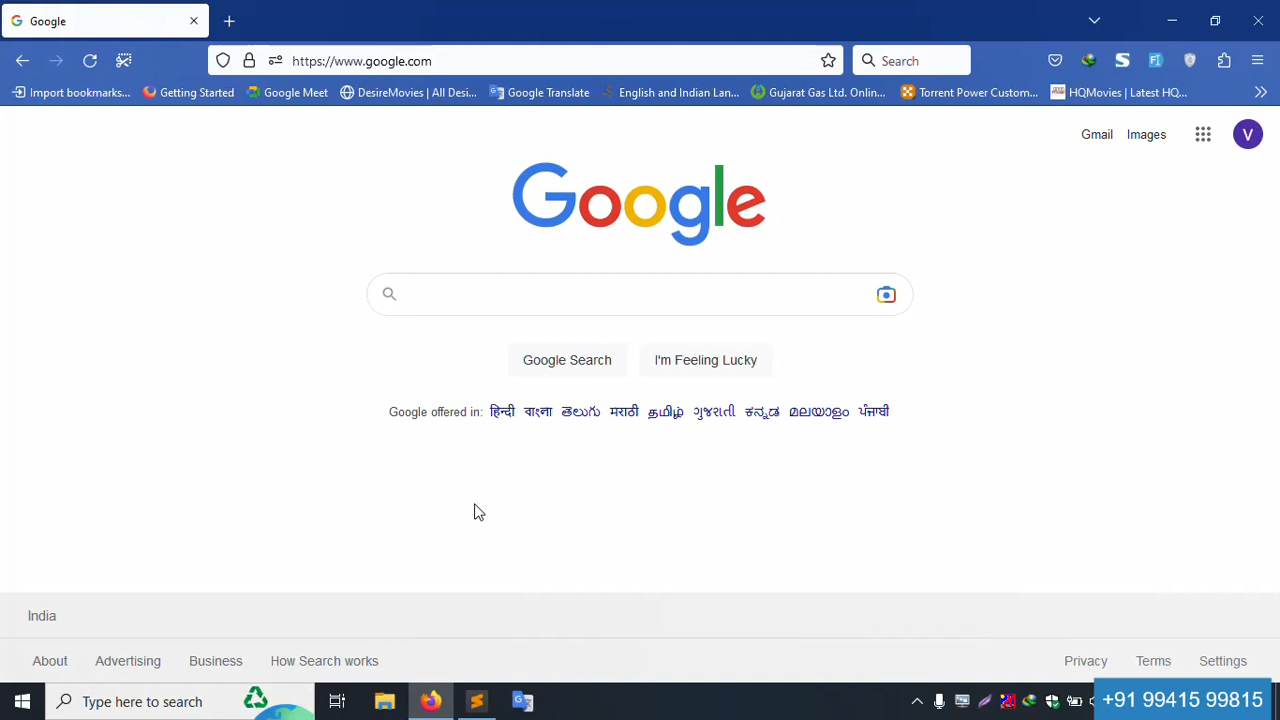 Google
https://www.google.com
Search
Import bookmarks...
Getting Started
Google Meet
DesireMovies | All Desi...
Google Translate
English and Indian Lan...
Gujarat Gas Ltd. Onlin...
Torrent Power Custom...
HQMovies | Latest HQ...
Gmail
Images
V
Google
Google Search
I'm Feeling Lucky
Google offered in: हिन्दी বাংলা తెలుగు मराठी தமிழ் ગુજરાતી ಕನ್ನಡ മലയാളം ਪੰਜਾਬੀ
India
About
Advertising
Business
How Search works
Privacy
Terms
Settings
Type here to search
+91 99415 99815